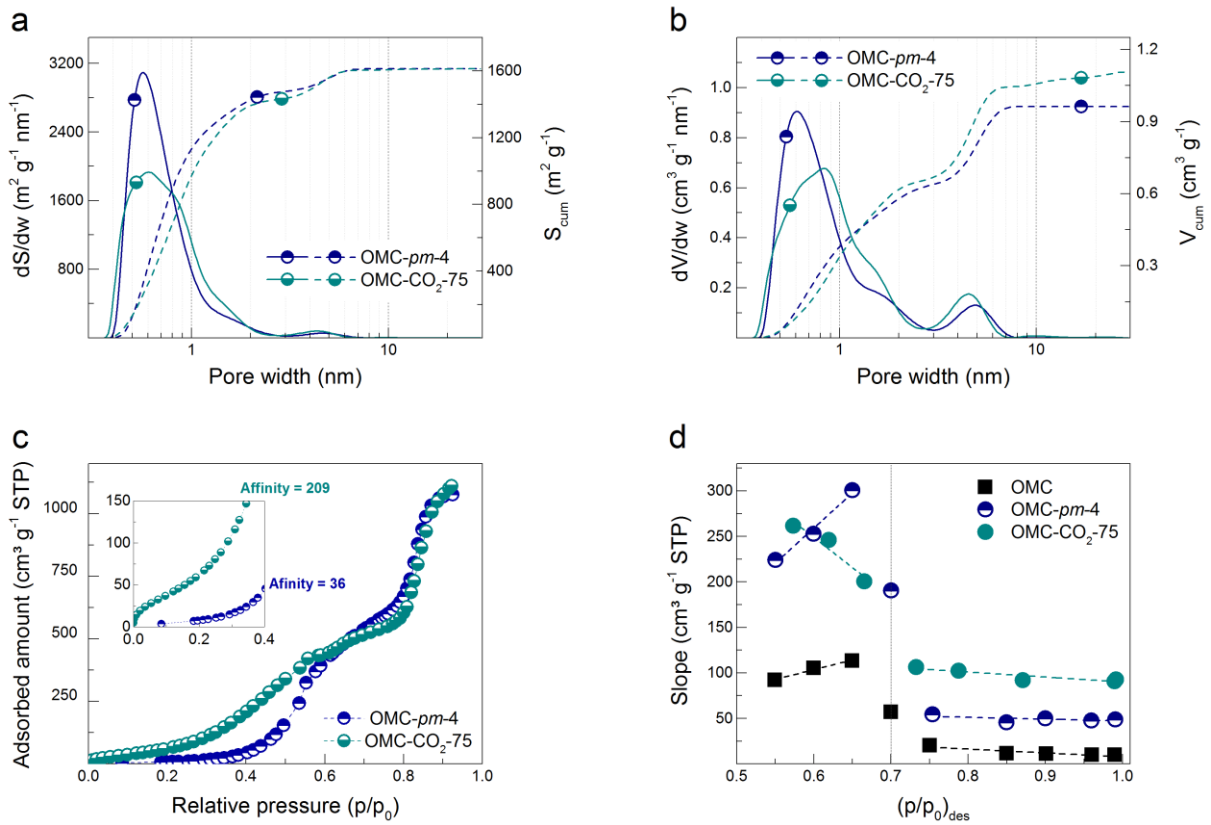 a
3200
2400
1600
800
dS/dw (m² g⁻¹ nm⁻¹)
1600
1200
800
400
S_cum (m² g⁻¹)
OMC-pm-4
OMC-CO₂-75
1
10
Pore width (nm)
b
1.0
0.8
0.6
0.4
0.2
dV/dw (cm³ g⁻¹ nm⁻¹)
OMC-pm-4
OMC-CO₂-75
1.2
0.9
0.6
0.3
V_cum (cm³ g⁻¹)
1
10
Pore width (nm)
c
1000
750
500
250
Adsorbed amount (cm³ g⁻¹ STP)
Affinity = 209
150
100
50
0
0.0
0.2
0.4
Afinity = 36
OMC-pm-4
OMC-CO₂-75
0.0
0.2
0.4
0.6
0.8
1.0
Relative pressure (p/p₀)
d
300
250
200
150
100
50
Slope (cm³ g⁻¹ STP)
OMC
OMC-pm-4
OMC-CO₂-75
0.5
0.6
0.7
0.8
0.9
1.0
(p/p₀)des